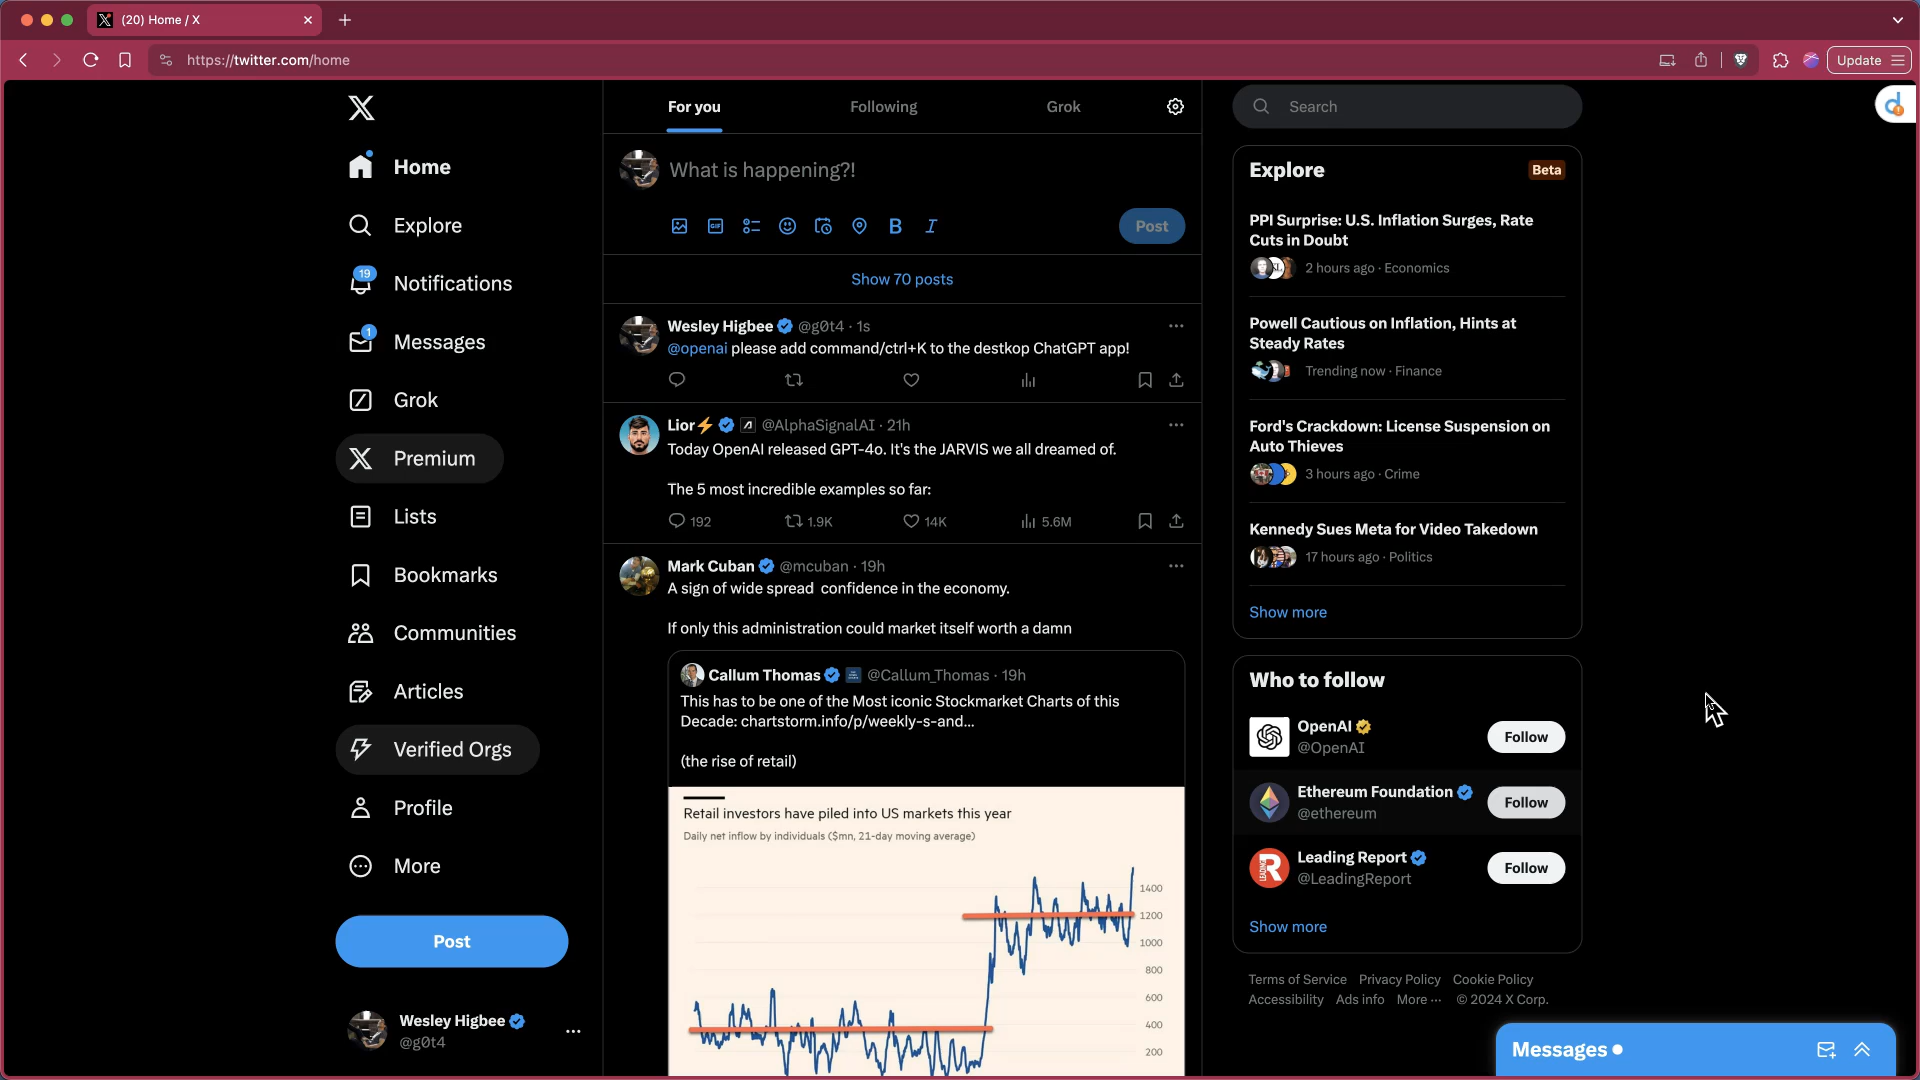 (20) Home / X
https://twitter.com/home
Update
Home
Explore
19
Notifications
1
Messages
Grok
Premium
Lists
Bookmarks
Communities
Articles
Verified Orgs
Profile
More
Post
Wesley Higbee
@g0t4
For you
Following
Grok
What is happening?!
GIF
B I
Post
Show 70 posts
Wesley Higbee @g0t4 · 1s
@openai please add command/ctrl+K to the destkop ChatGPT app!
Lior⚡ @AlphaSignalAI · 21h
Today OpenAI released GPT-4o. It's the JARVIS we all dreamed of.
The 5 most incredible examples so far:
192 1.9K 14K 5.6M
Mark Cuban @mcuban · 19h
A sign of wide spread confidence in the economy.
If only this administration could market itself worth a damn
Callum Thomas @Callum_Thomas · 19h
This has to be one of the Most iconic Stockmarket Charts of this
Decade: chartstorm.info/p/weekly-s-and...
(the rise of retail)
Retail investors have piled into US markets this year
Daily net inflow by individuals ($mn, 21-day moving average)
1400
1200
1000
800
600
400
200
Search
Explore
Beta
PPI Surprise: U.S. Inflation Surges, Rate
Cuts in Doubt
2 hours ago · Economics
Powell Cautious on Inflation, Hints at
Steady Rates
Trending now · Finance
Ford's Crackdown: License Suspension on
Auto Thieves
3 hours ago · Crime
Kennedy Sues Meta for Video Takedown
17 hours ago · Politics
Show more
Who to follow
OpenAI
@OpenAI
Follow
Ethereum Foundation
@ethereum
Follow
Leading Report
@LeadingReport
Follow
Show more
Terms of Service Privacy Policy Cookie Policy
Accessibility Ads info More ··· © 2024 X Corp.
Messages